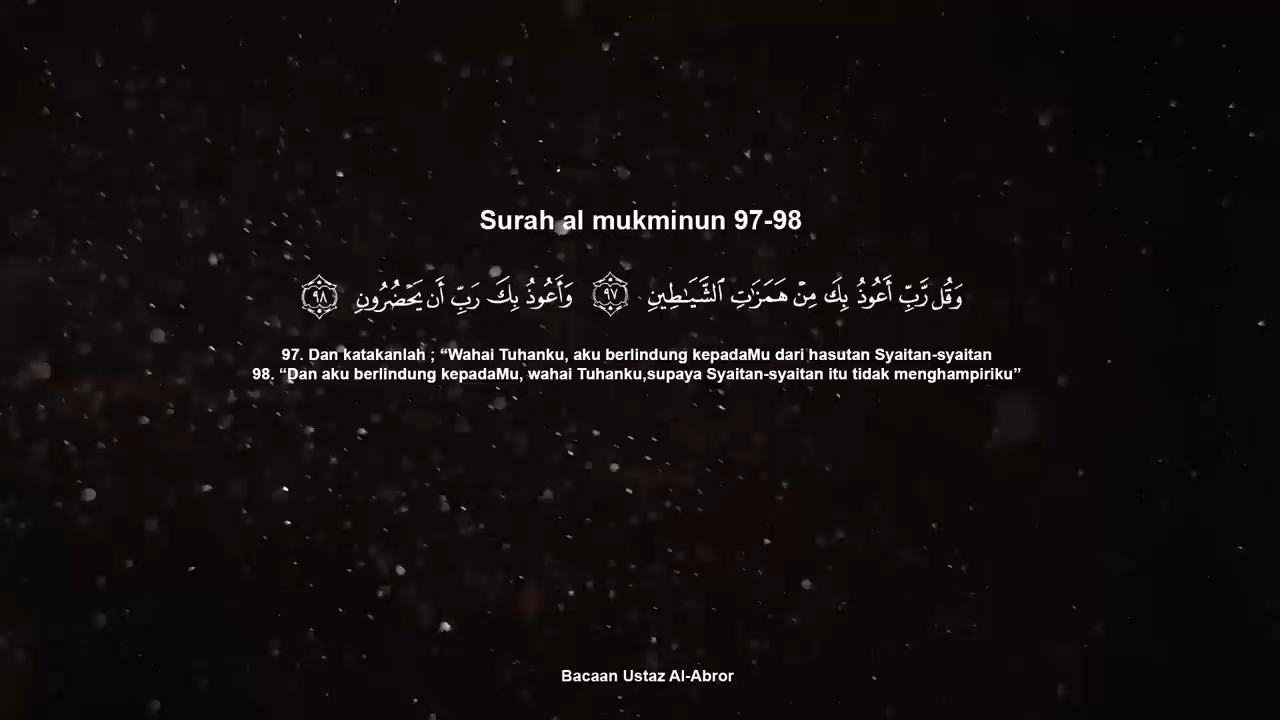 Surah al mukminun 97-98
وَقُل رَّبِّ أَعُوذُ بِكَ مِنْ هَمَزَٰتِ ٱلشَّيَـٰطِينِ ٩٧ وَأَعُوذُ بِكَ رَبِّ أَن يَحْضُرُونِ ٩٨
97. Dan katakanlah ; “Wahai Tuhanku, aku berlindung kepadaMu dari hasutan Syaitan-syaitan
98. “Dan aku berlindung kepadaMu, wahai Tuhanku,supaya Syaitan-syaitan itu tidak menghampiriku”
Bacaan Ustaz Al-Abror